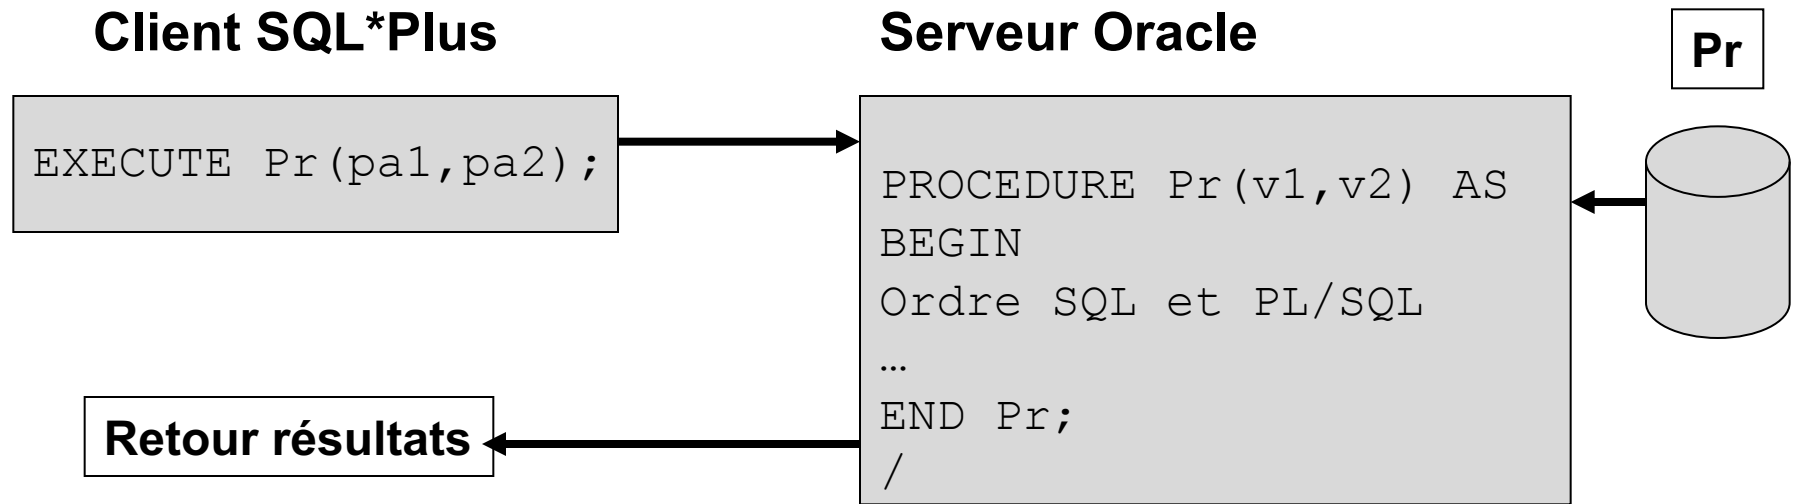 Client SQL*Plus
Serveur Oracle
Pr
EXECUTE Pr(pa1,pa2);
PROCEDURE Pr(v1,v2) AS
BEGIN
Ordre SQL et PL/SQL
…
END Pr;
/
Retour résultats